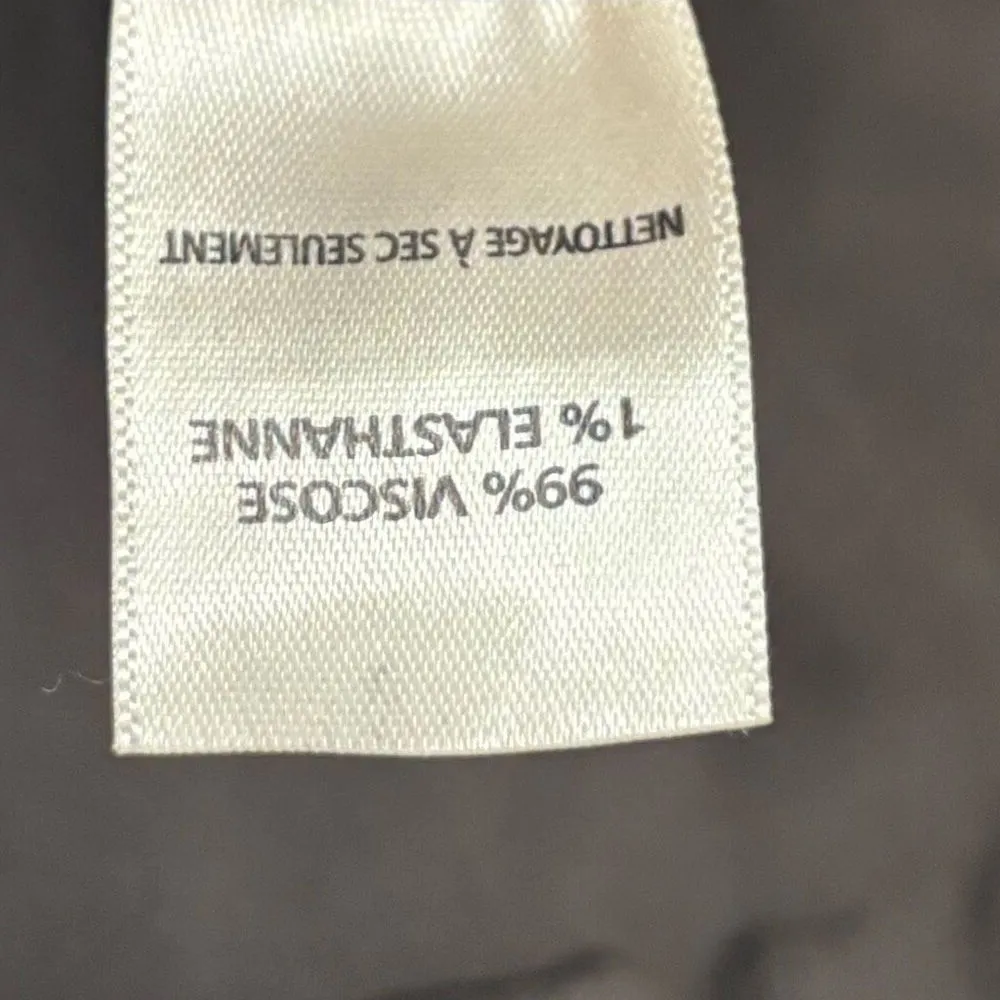 99% VISCOSE
1% ELASTHANNE
NETTOYAGE À SEC SEULEMENT